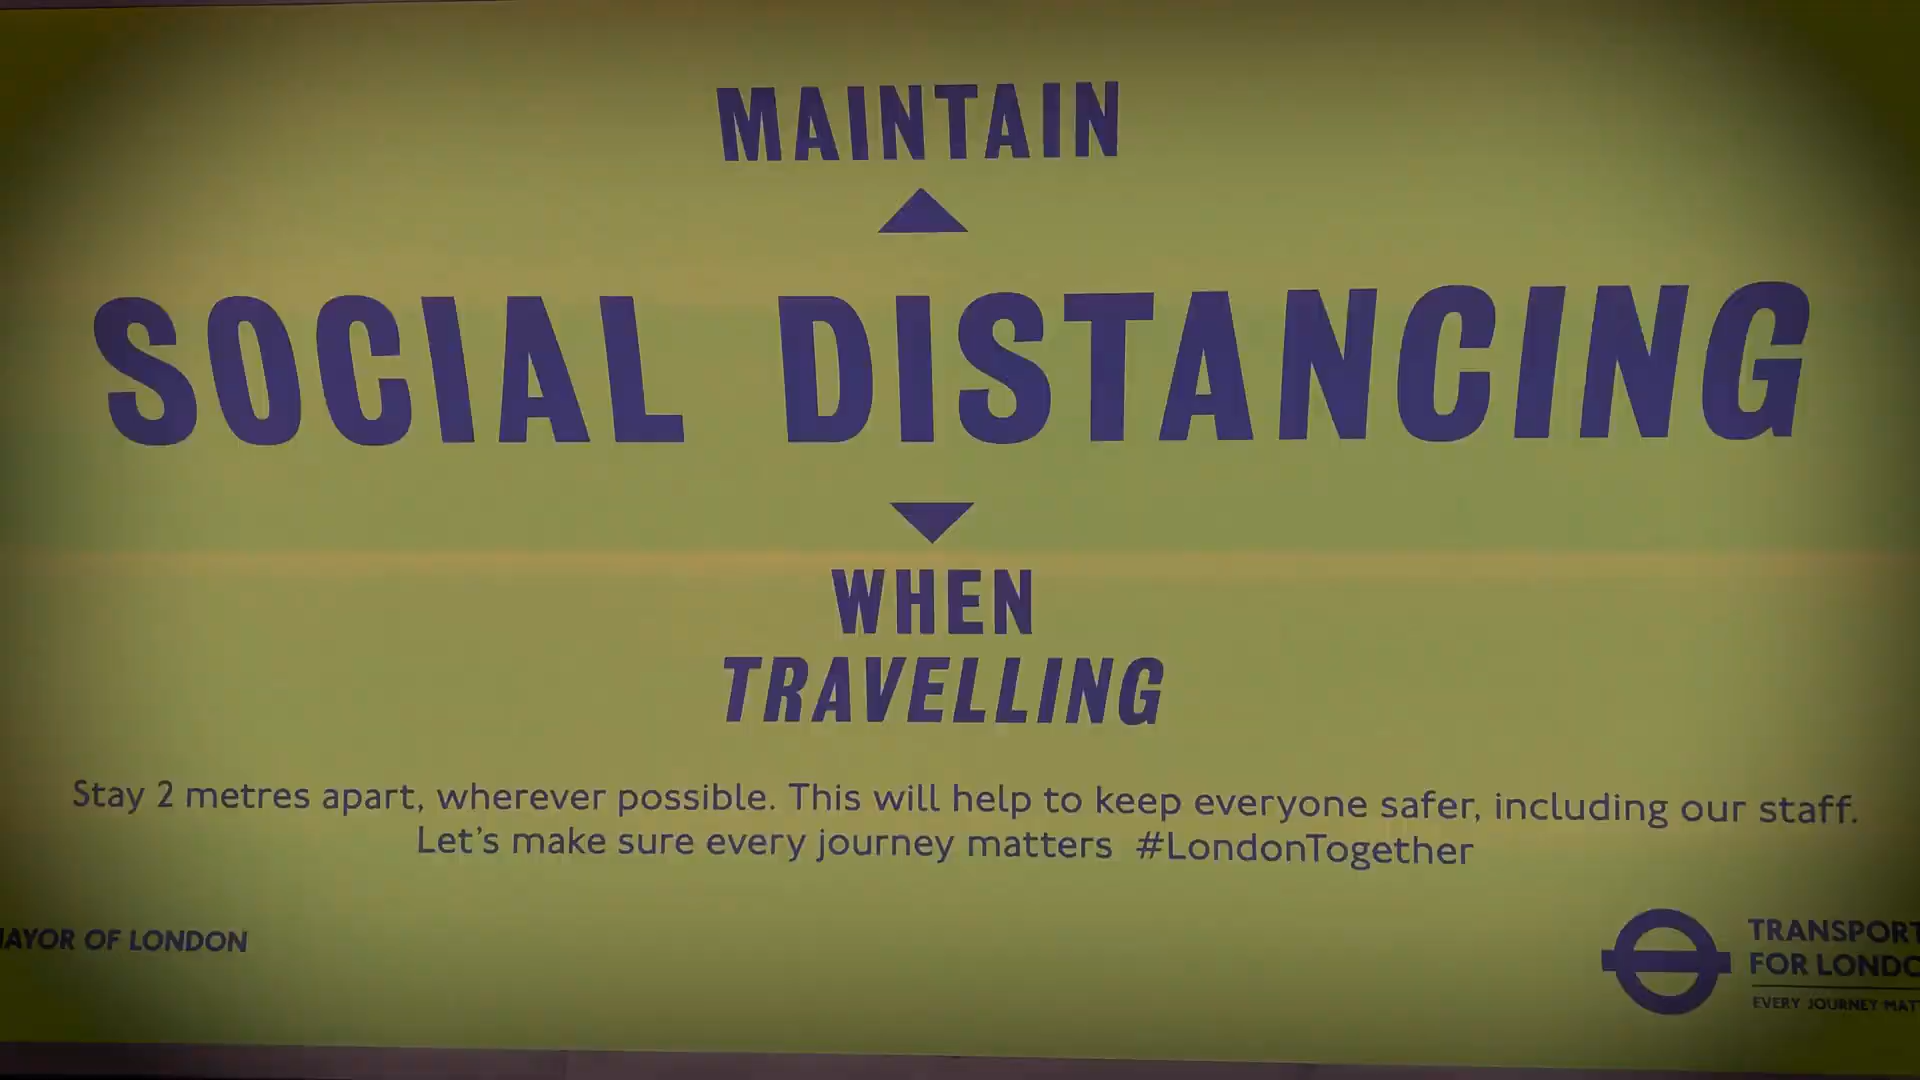 MAINTAIN
SOCIAL DISTANCING
WHEN
TRAVELLING
Stay 2 metres apart, wherever possible. This will help to keep everyone safer, including our staff.
Let's make sure every journey matters #LondonTogether
AYOR OF LONDON
TRANSPORT
FOR LONDO
EVERY JOURNEY MAT